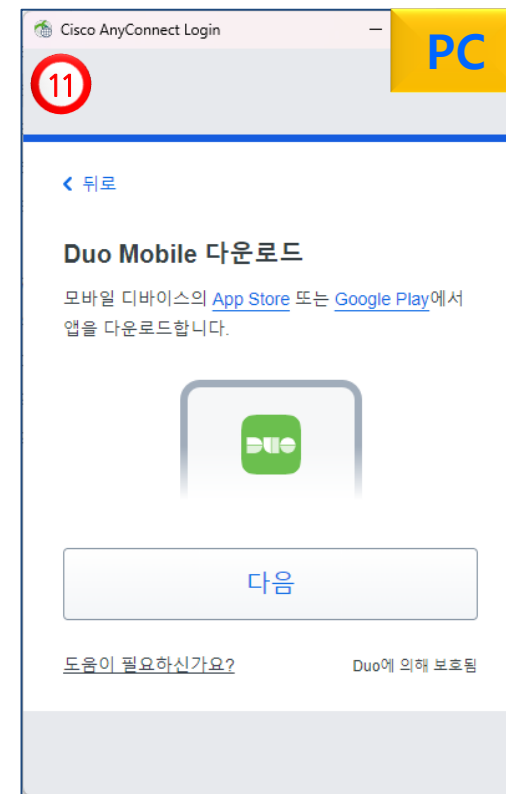 Cisco AnyConnect Login
PC
11
뒤로
Duo Mobile 다운로드
모바일 디바이스의 App Store 또는 Google Play에서
앱을 다운로드합니다.
DUO
다음
도움이 필요하신가요?
Duo에 의해 보호됨